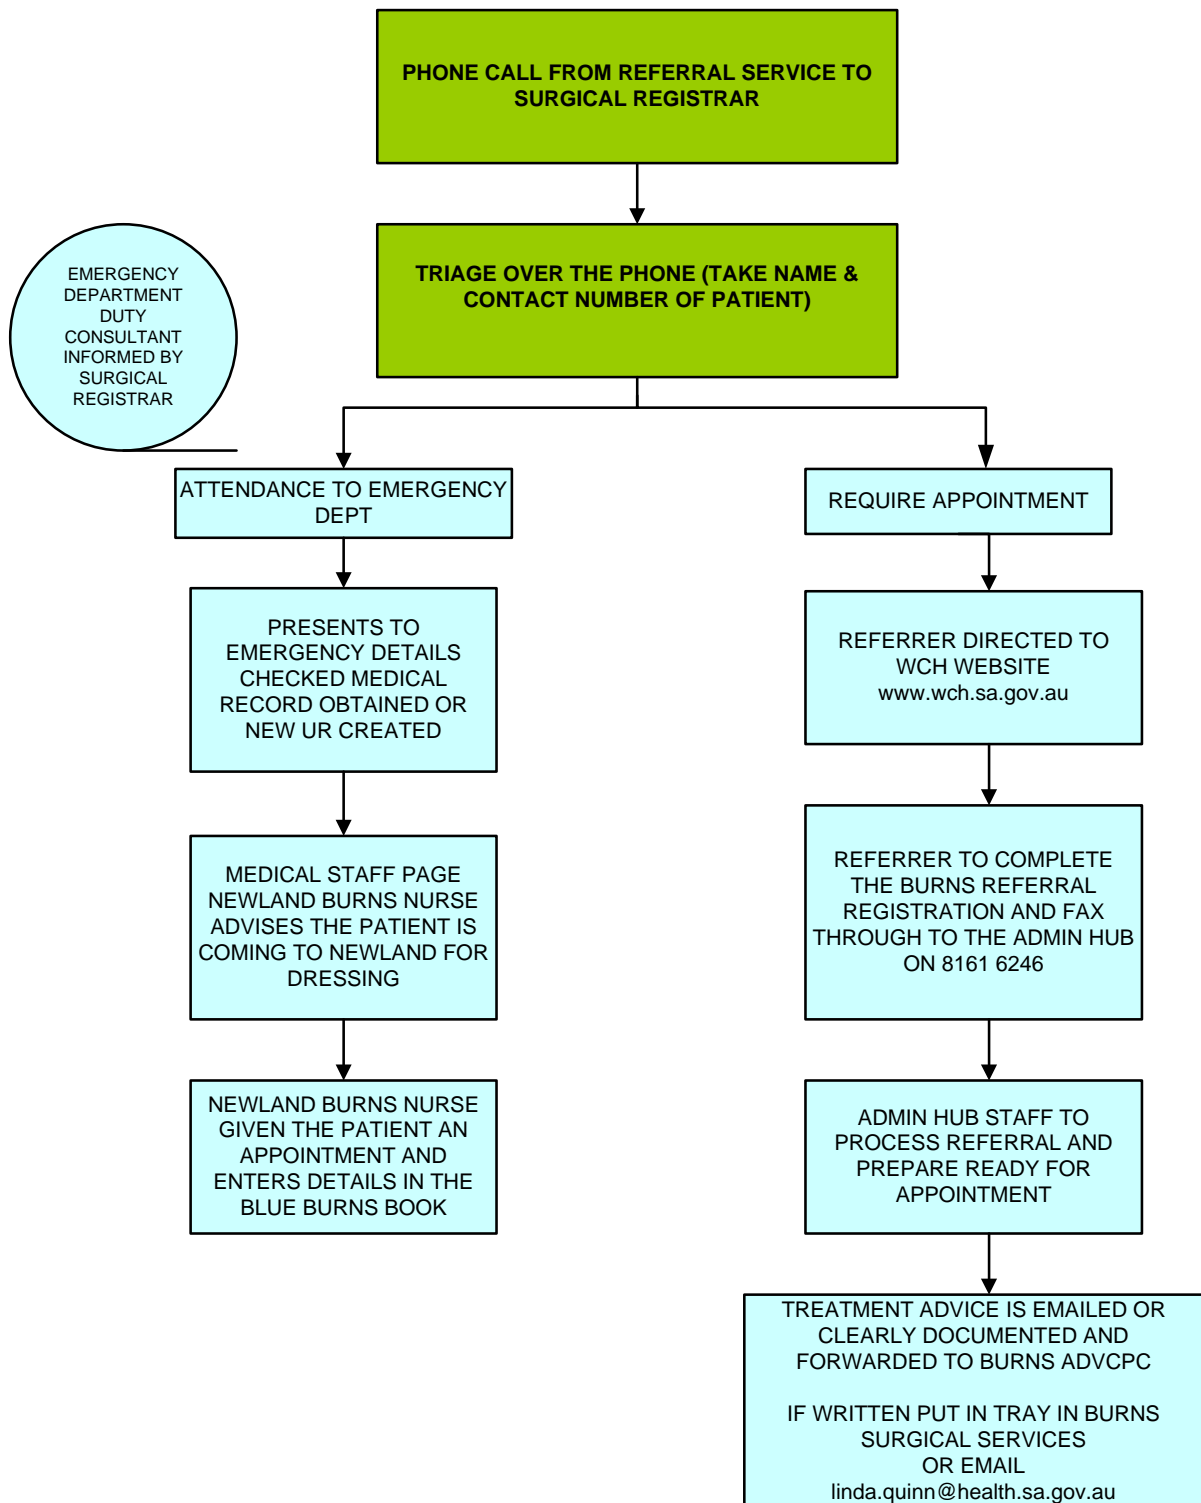 PHONE CALL FROM REFERRAL SERVICE TO
SURGICAL REGISTRAR
TRIAGE OVER THE PHONE (TAKE NAME &
CONTACT NUMBER OF PATIENT)
EMERGENCY
DEPARTMENT
DUTY
CONSULTANT
INFORMED BY
SURGICAL
REGISTRAR
ATTENDANCE TO EMERGENCY
DEPT
PRESENTS TO
EMERGENCY DETAILS
CHECKED MEDICAL
RECORD OBTAINED OR
NEW UR CREATED
MEDICAL STAFF PAGE
NEWLAND BURNS NURSE
ADVISES THE PATIENT IS
COMING TO NEWLAND FOR
DRESSING
NEWLAND BURNS NURSE
GIVEN THE PATIENT AN
APPOINTMENT AND
ENTERS DETAILS IN THE
BLUE BURNS BOOK
REQUIRE APPOINTMENT
REFERRER DIRECTED TO
WCH WEBSITE
www.wch.sa.gov.au
REFERRER TO COMPLETE
THE BURNS REFERRAL
REGISTRATION AND FAX
THROUGH TO THE ADMIN HUB
ON 8161 6246
ADMIN HUB STAFF TO
PROCESS REFERRAL AND
PREPARE READY FOR
APPOINTMENT
TREATMENT ADVICE IS EMAILED OR
CLEARLY DOCUMENTED AND
FORWARDED TO BURNS ADVCPC
IF WRITTEN PUT IN TRAY IN BURNS
SURGICAL SERVICES
OR EMAIL
linda.quinn@health.sa.gov.au